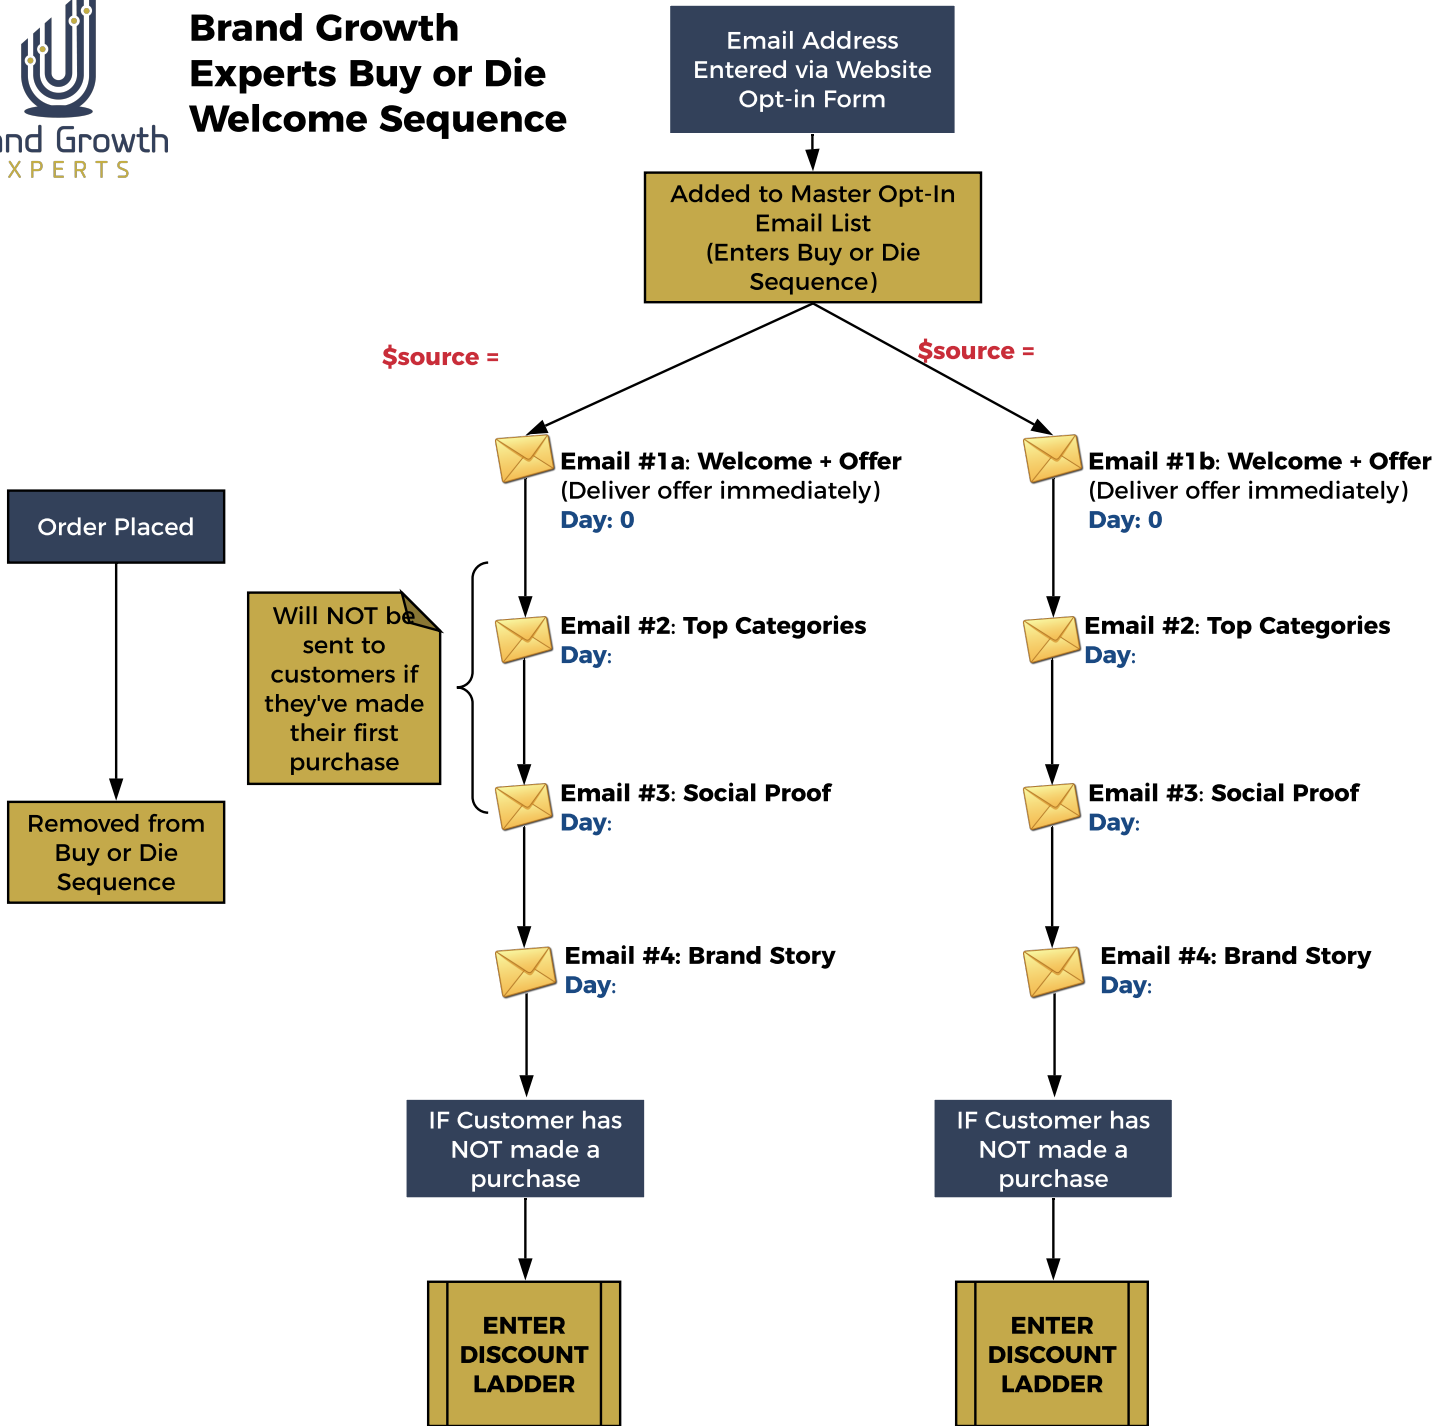 Brand Growth
Experts Buy or Die
Welcome Sequence
nd Growth
XPERTS
Email Address
Entered via Website
Opt-in Form
Added to Master Opt-In
Email List
(Enters Buy or Die
Sequence)
$source =
$source =
Email #1a: Welcome + Offer
(Deliver offer immediately)
Day: 0
Email #1b: Welcome + Offer
(Deliver offer immediately)
Day: 0
Order Placed
Will NOT be
sent to
customers if
they've made
their first
purchase
Email #2: Top Categories
Day:
Email #2: Top Categories
Day:
Email #3: Social Proof
Day:
Email #3: Social Proof
Day:
Removed from
Buy or Die
Sequence
Email #4: Brand Story
Day:
Email #4: Brand Story
Day:
IF Customer has
NOT made a
purchase
IF Customer has
NOT made a
purchase
ENTER
DISCOUNT
LADDER
ENTER
DISCOUNT
LADDER